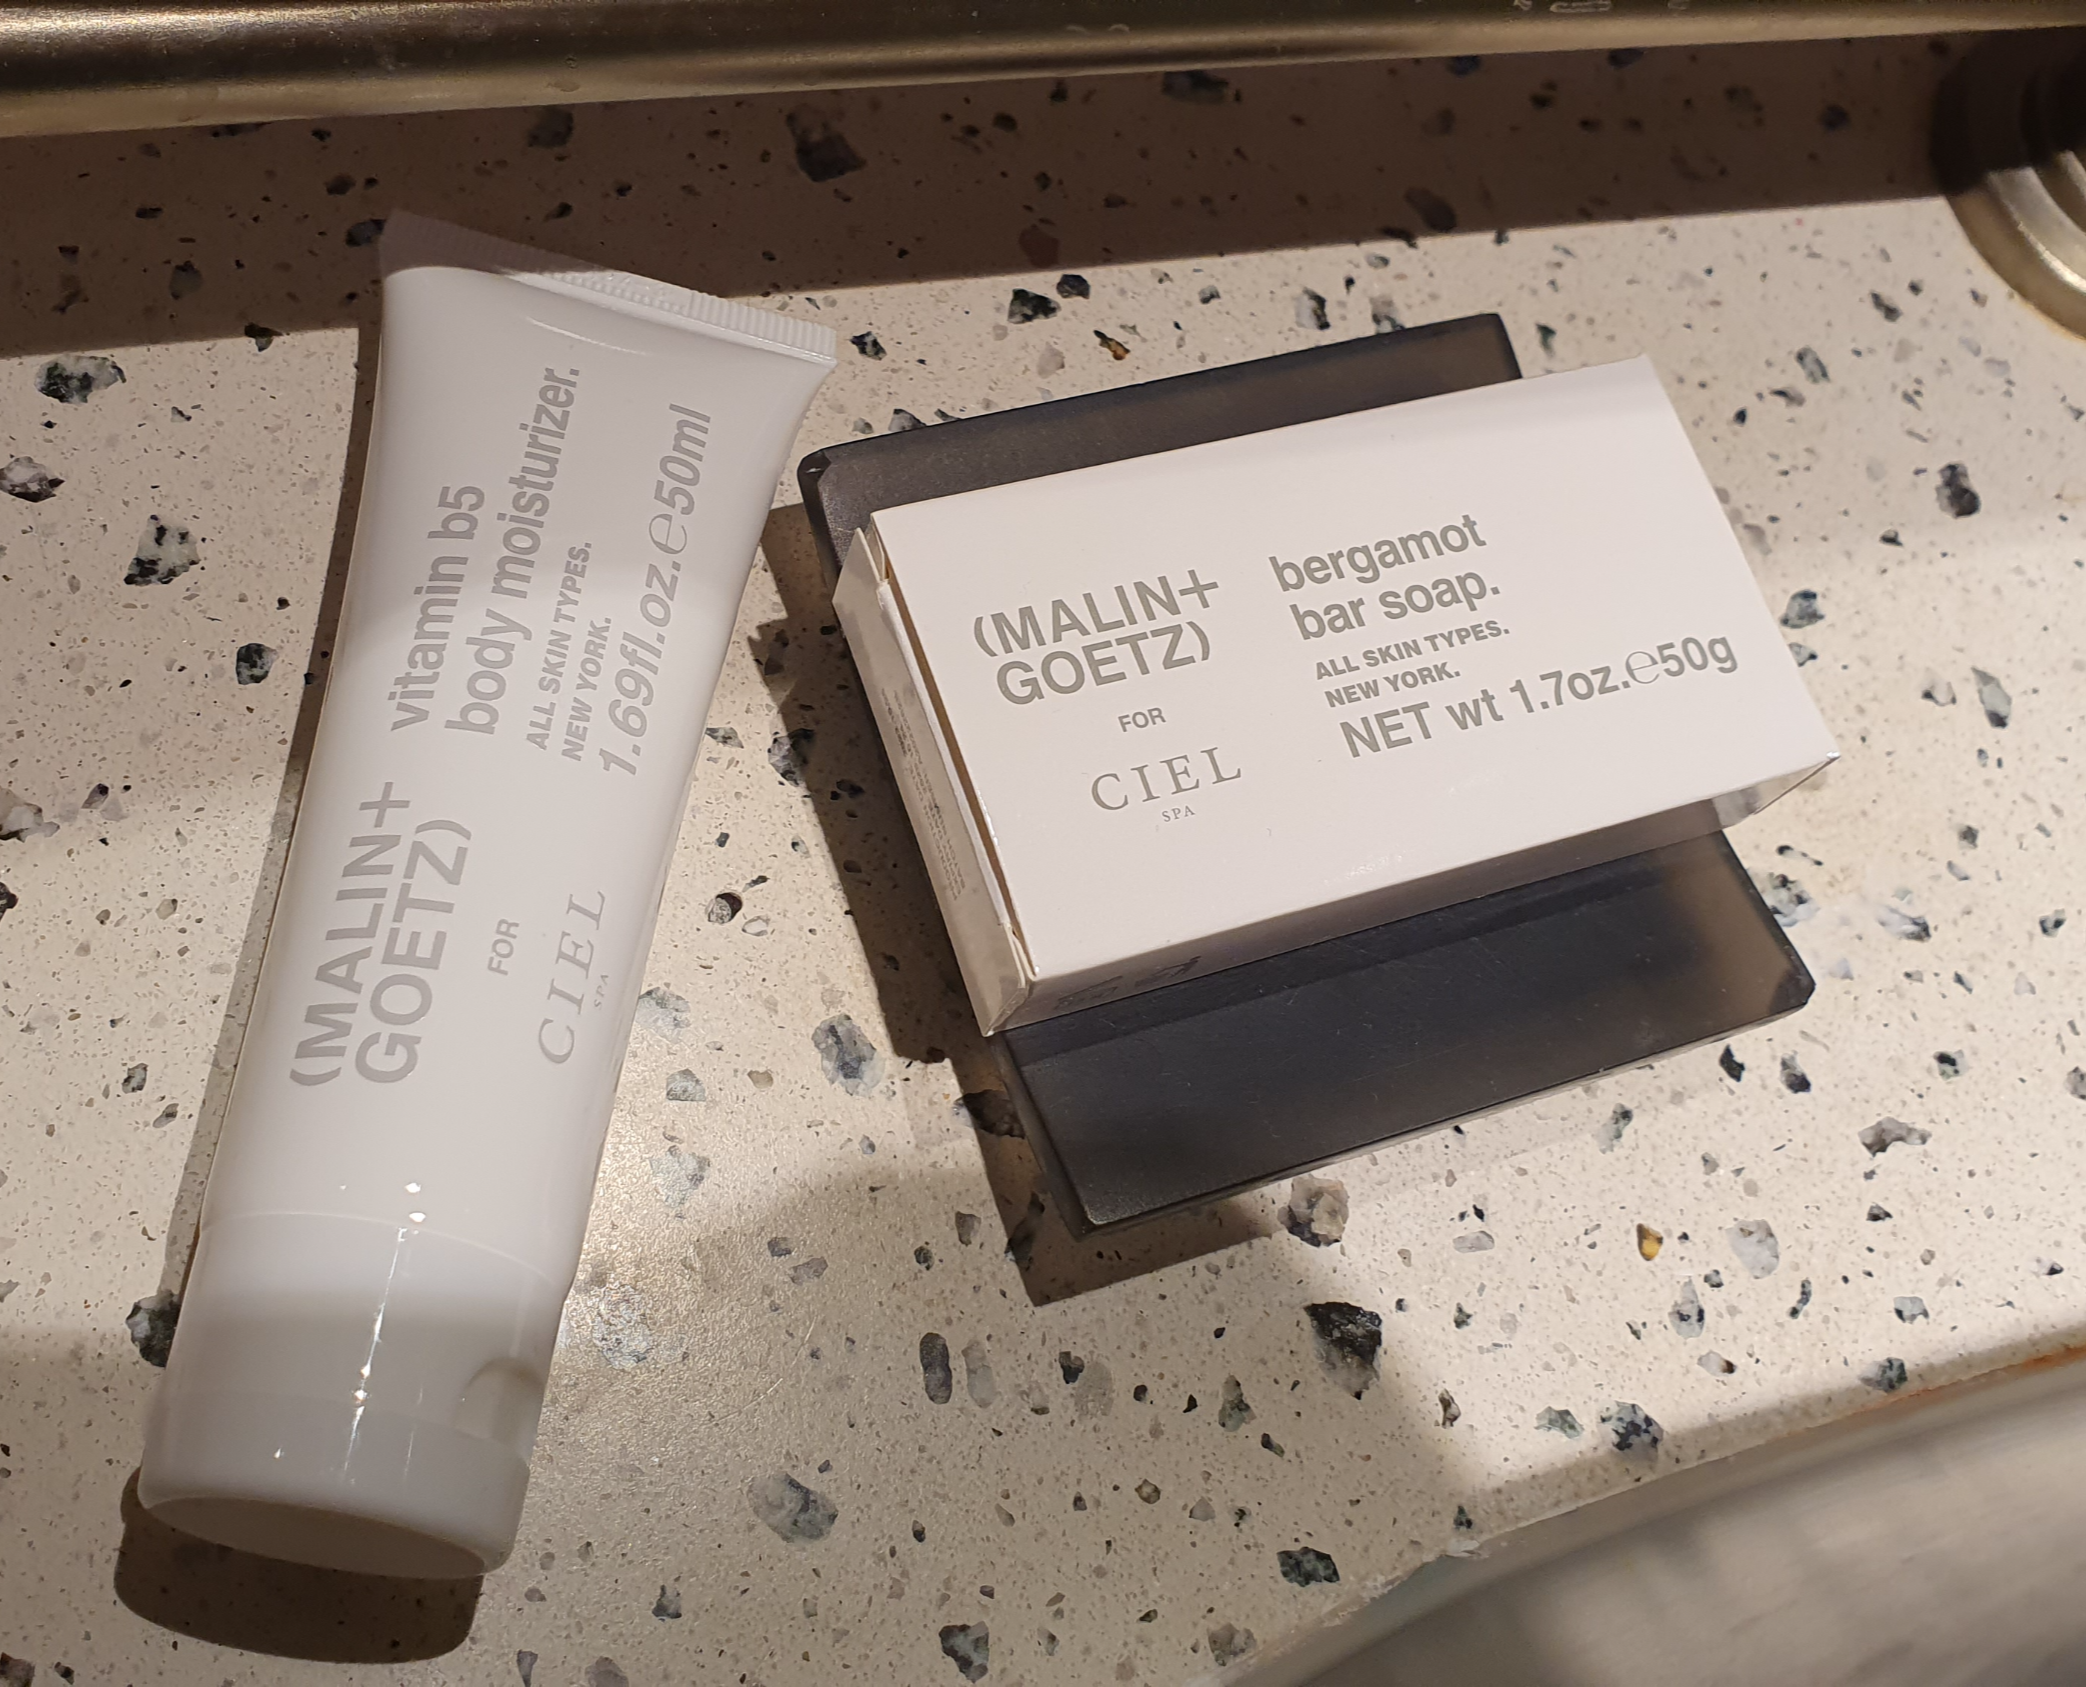 (MALIN+
GOETZ)
FOR
CIEL
SPA
vitamin b5
body moisturizer.
ALL SKIN TYPES.
NEW YORK.
1.69fl.oz.℮50ml
(MALIN+
GOETZ)
FOR
CIEL
SPA
bergamot
bar soap.
ALL SKIN TYPES.
NEW YORK.
NET wt 1.7oz.℮50g